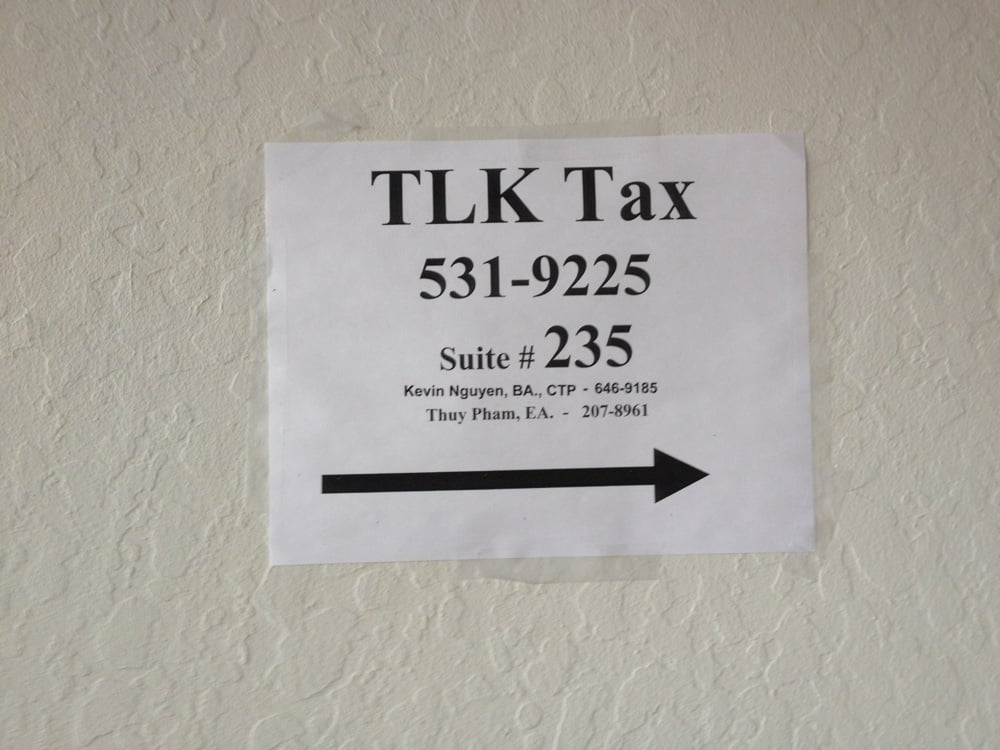 TLK Tax
531-9225
Suite # 235
Kevin Nguyen, BA., CTP - 646-9185
Thuy Pham, EA. - 207-8961